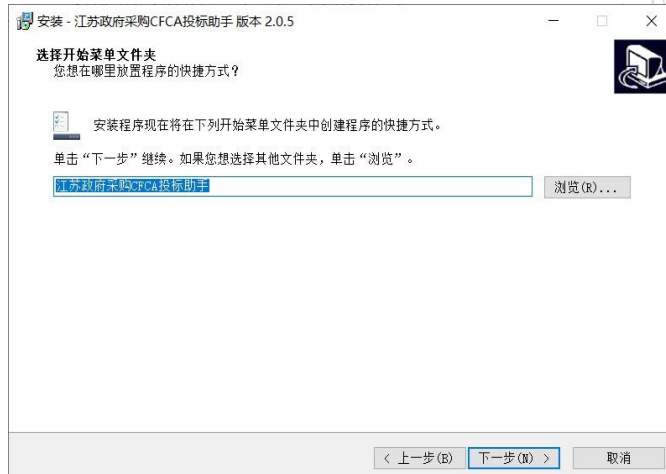 安装 - 江苏政府采购CFCA投标助手 版本 2.0.5
选择开始菜单文件夹
您想在哪里放置程序的快捷方式？
安装程序现在将在下列开始菜单文件夹中创建程序的快捷方式。
单击“下一步”继续。如果您想选择其他文件夹，单击“浏览”。
江苏政府采购CFCA投标助手
浏览(R)...
< 上一步(B)
下一步(N) >
取消